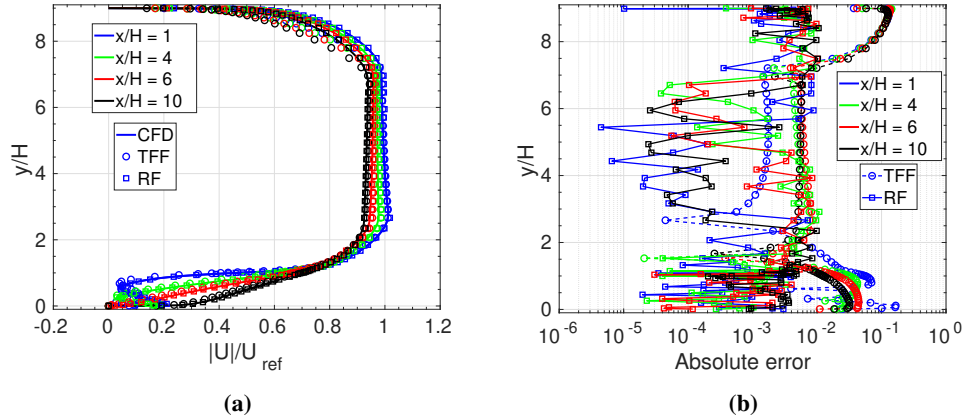 8
6
4
2
0
y/H
x/H = 1
x/H = 4
x/H = 6
x/H = 10
CFD
TFF
RF
-0.2 0 0.2 0.4 0.6 0.8 1 1.2
|U|/U_ref
(a)
8
6
4
2
0
y/H
x/H = 1
x/H = 4
x/H = 6
x/H = 10
TFF
RF
10^-6 10^-5 10^-4 10^-3 10^-2 10^-1 10^0
Absolute error
(b)